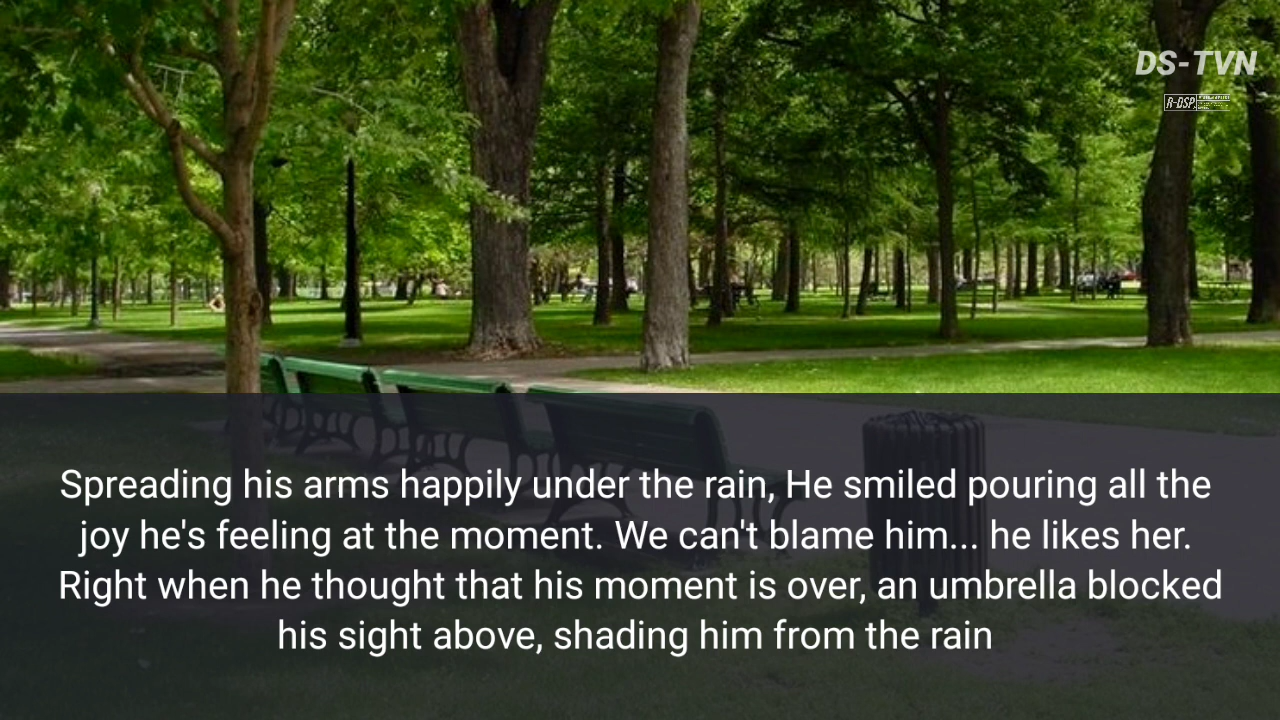 DS-TVN
R-DSP.
Spreading his arms happily under the rain, He smiled pouring all the
joy he's feeling at the moment. We can't blame him... he likes her.
Right when he thought that his moment is over, an umbrella blocked
his sight above, shading him from the rain